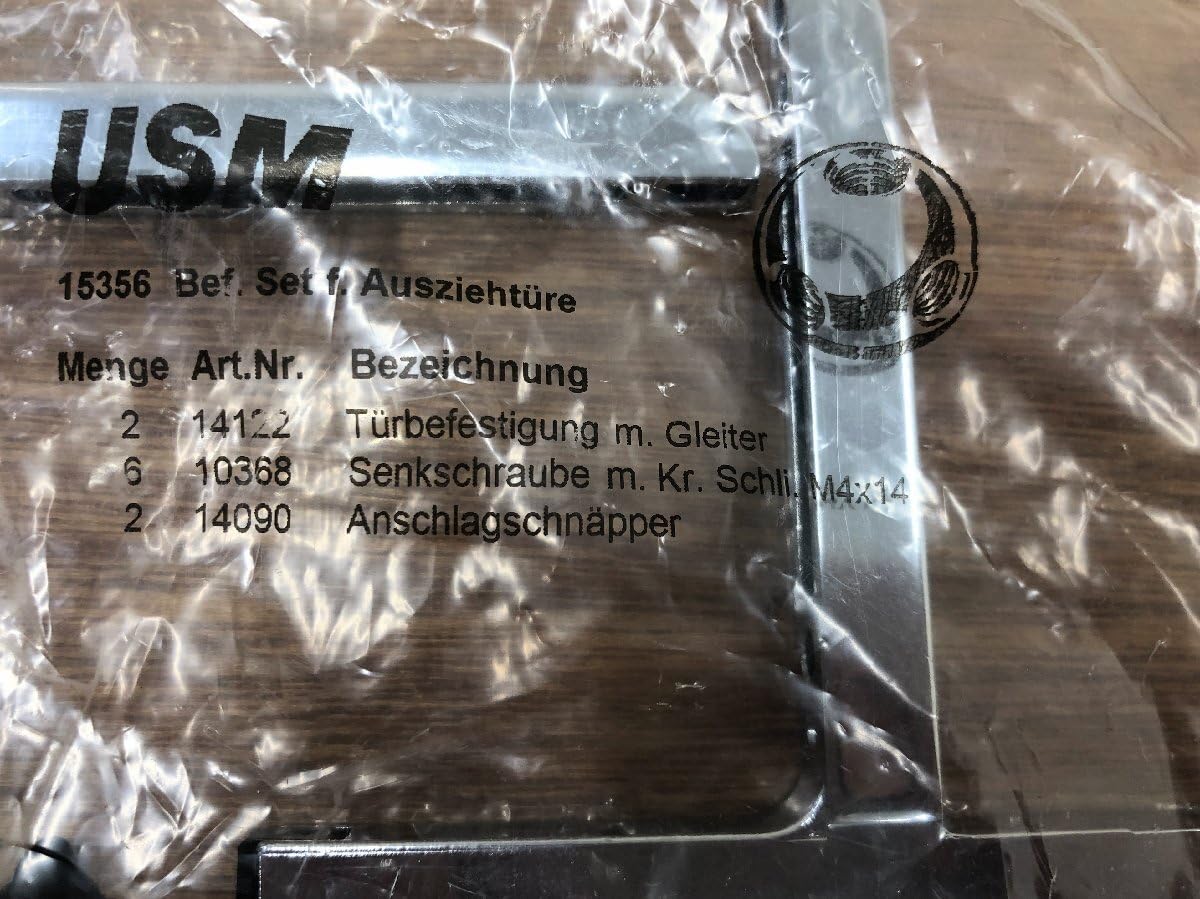 USM
15356 Bef. Set f. Ausziehtüre
Menge Art.Nr. Bezeichnung
2 14122 Türbefestigung m. Gleiter
6 10368 Senkschraube m. Kr. Schli. M4x14
2 14090 Anschlagschnäpper